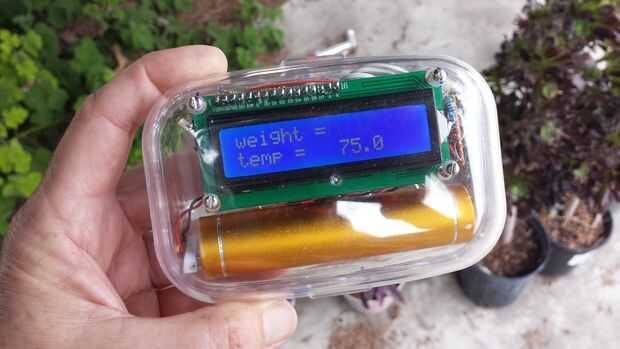 weight =
temp =   75.0